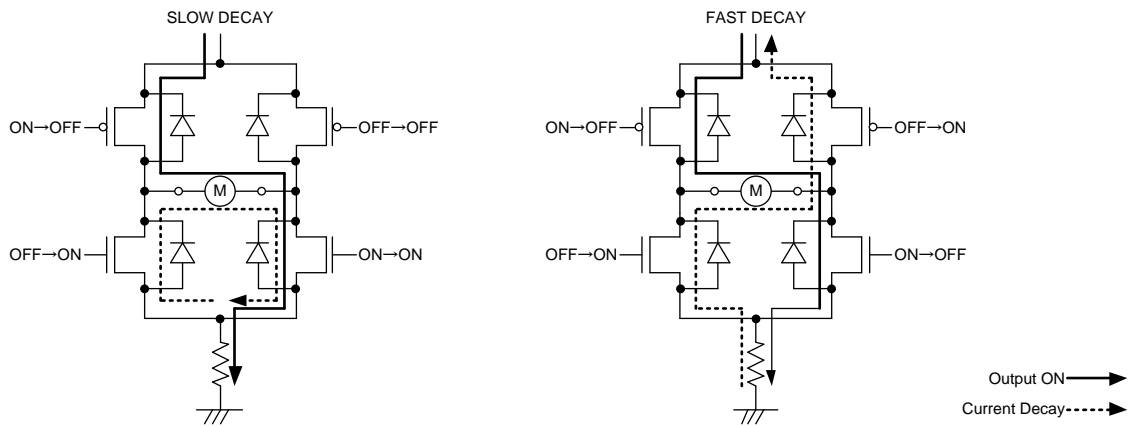 SLOW DECAY
ON→OFF
OFF→OFF
M
OFF→ON
ON→ON
FAST DECAY
ON→OFF
OFF→ON
M
OFF→ON
ON→OFF
Output ON
Current Decay